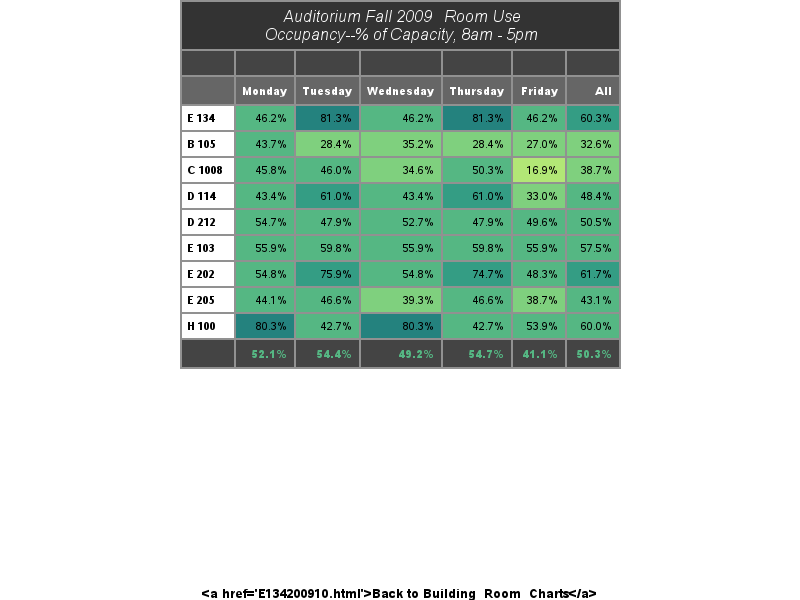 Auditorium Fall 2009 Room Use
Occupancy--% of Capacity, 8am - 5pm
Monday Tuesday Wednesday Thursday Friday All
E 134 46.2% 81.3% 46.2% 81.3% 46.2% 60.3%
B 105 43.7% 28.4% 35.2% 28.4% 27.0% 32.6%
C 1008 45.8% 46.0% 34.6% 50.3% 16.9% 38.7%
D 114 43.4% 61.0% 43.4% 61.0% 33.0% 48.4%
D 212 54.7% 47.9% 52.7% 47.9% 49.6% 50.5%
E 103 55.9% 59.8% 55.9% 59.8% 55.9% 57.5%
E 202 54.8% 75.9% 54.8% 74.7% 48.3% 61.7%
E 205 44.1% 46.6% 39.3% 46.6% 38.7% 43.1%
H 100 80.3% 42.7% 80.3% 42.7% 53.9% 60.0%
52.1% 54.4% 49.2% 54.7% 41.1% 50.3%
<a href='E134200910.html'>Back to Building Room Charts</a>